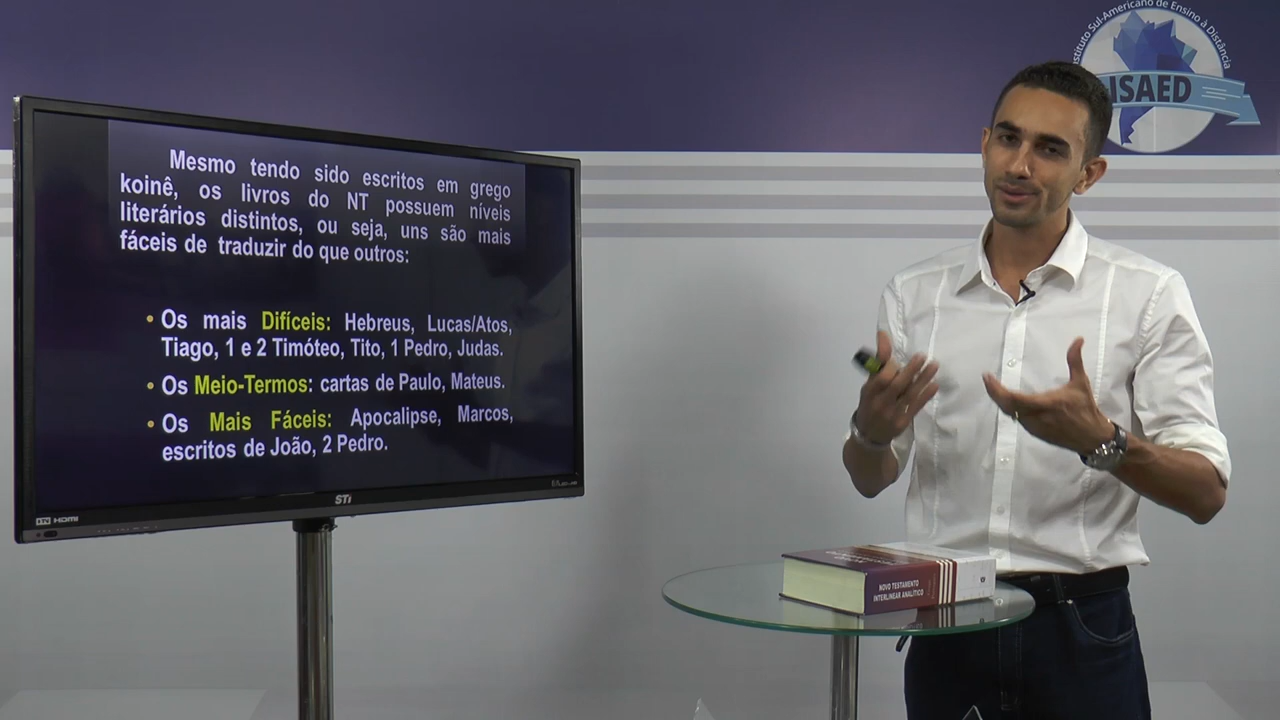 Instituto Sul-Americano de Ensino à Distância
ISAED
Mesmo tendo sido escritos em grego
koinê, os livros do NT possuem níveis
literários distintos, ou seja, uns são mais
fáceis de traduzir do que outros:
• Os mais Difíceis: Hebreus, Lucas/Atos,
Tiago, 1 e 2 Timóteo, Tito, 1 Pedro, Judas.
• Os Meio-Termos: cartas de Paulo, Mateus.
• Os Mais Fáceis: Apocalipse, Marcos,
escritos de João, 2 Pedro.
STi
HDMI
NOVO TESTAMENTO
INTERLINEAR ANALÍTICO